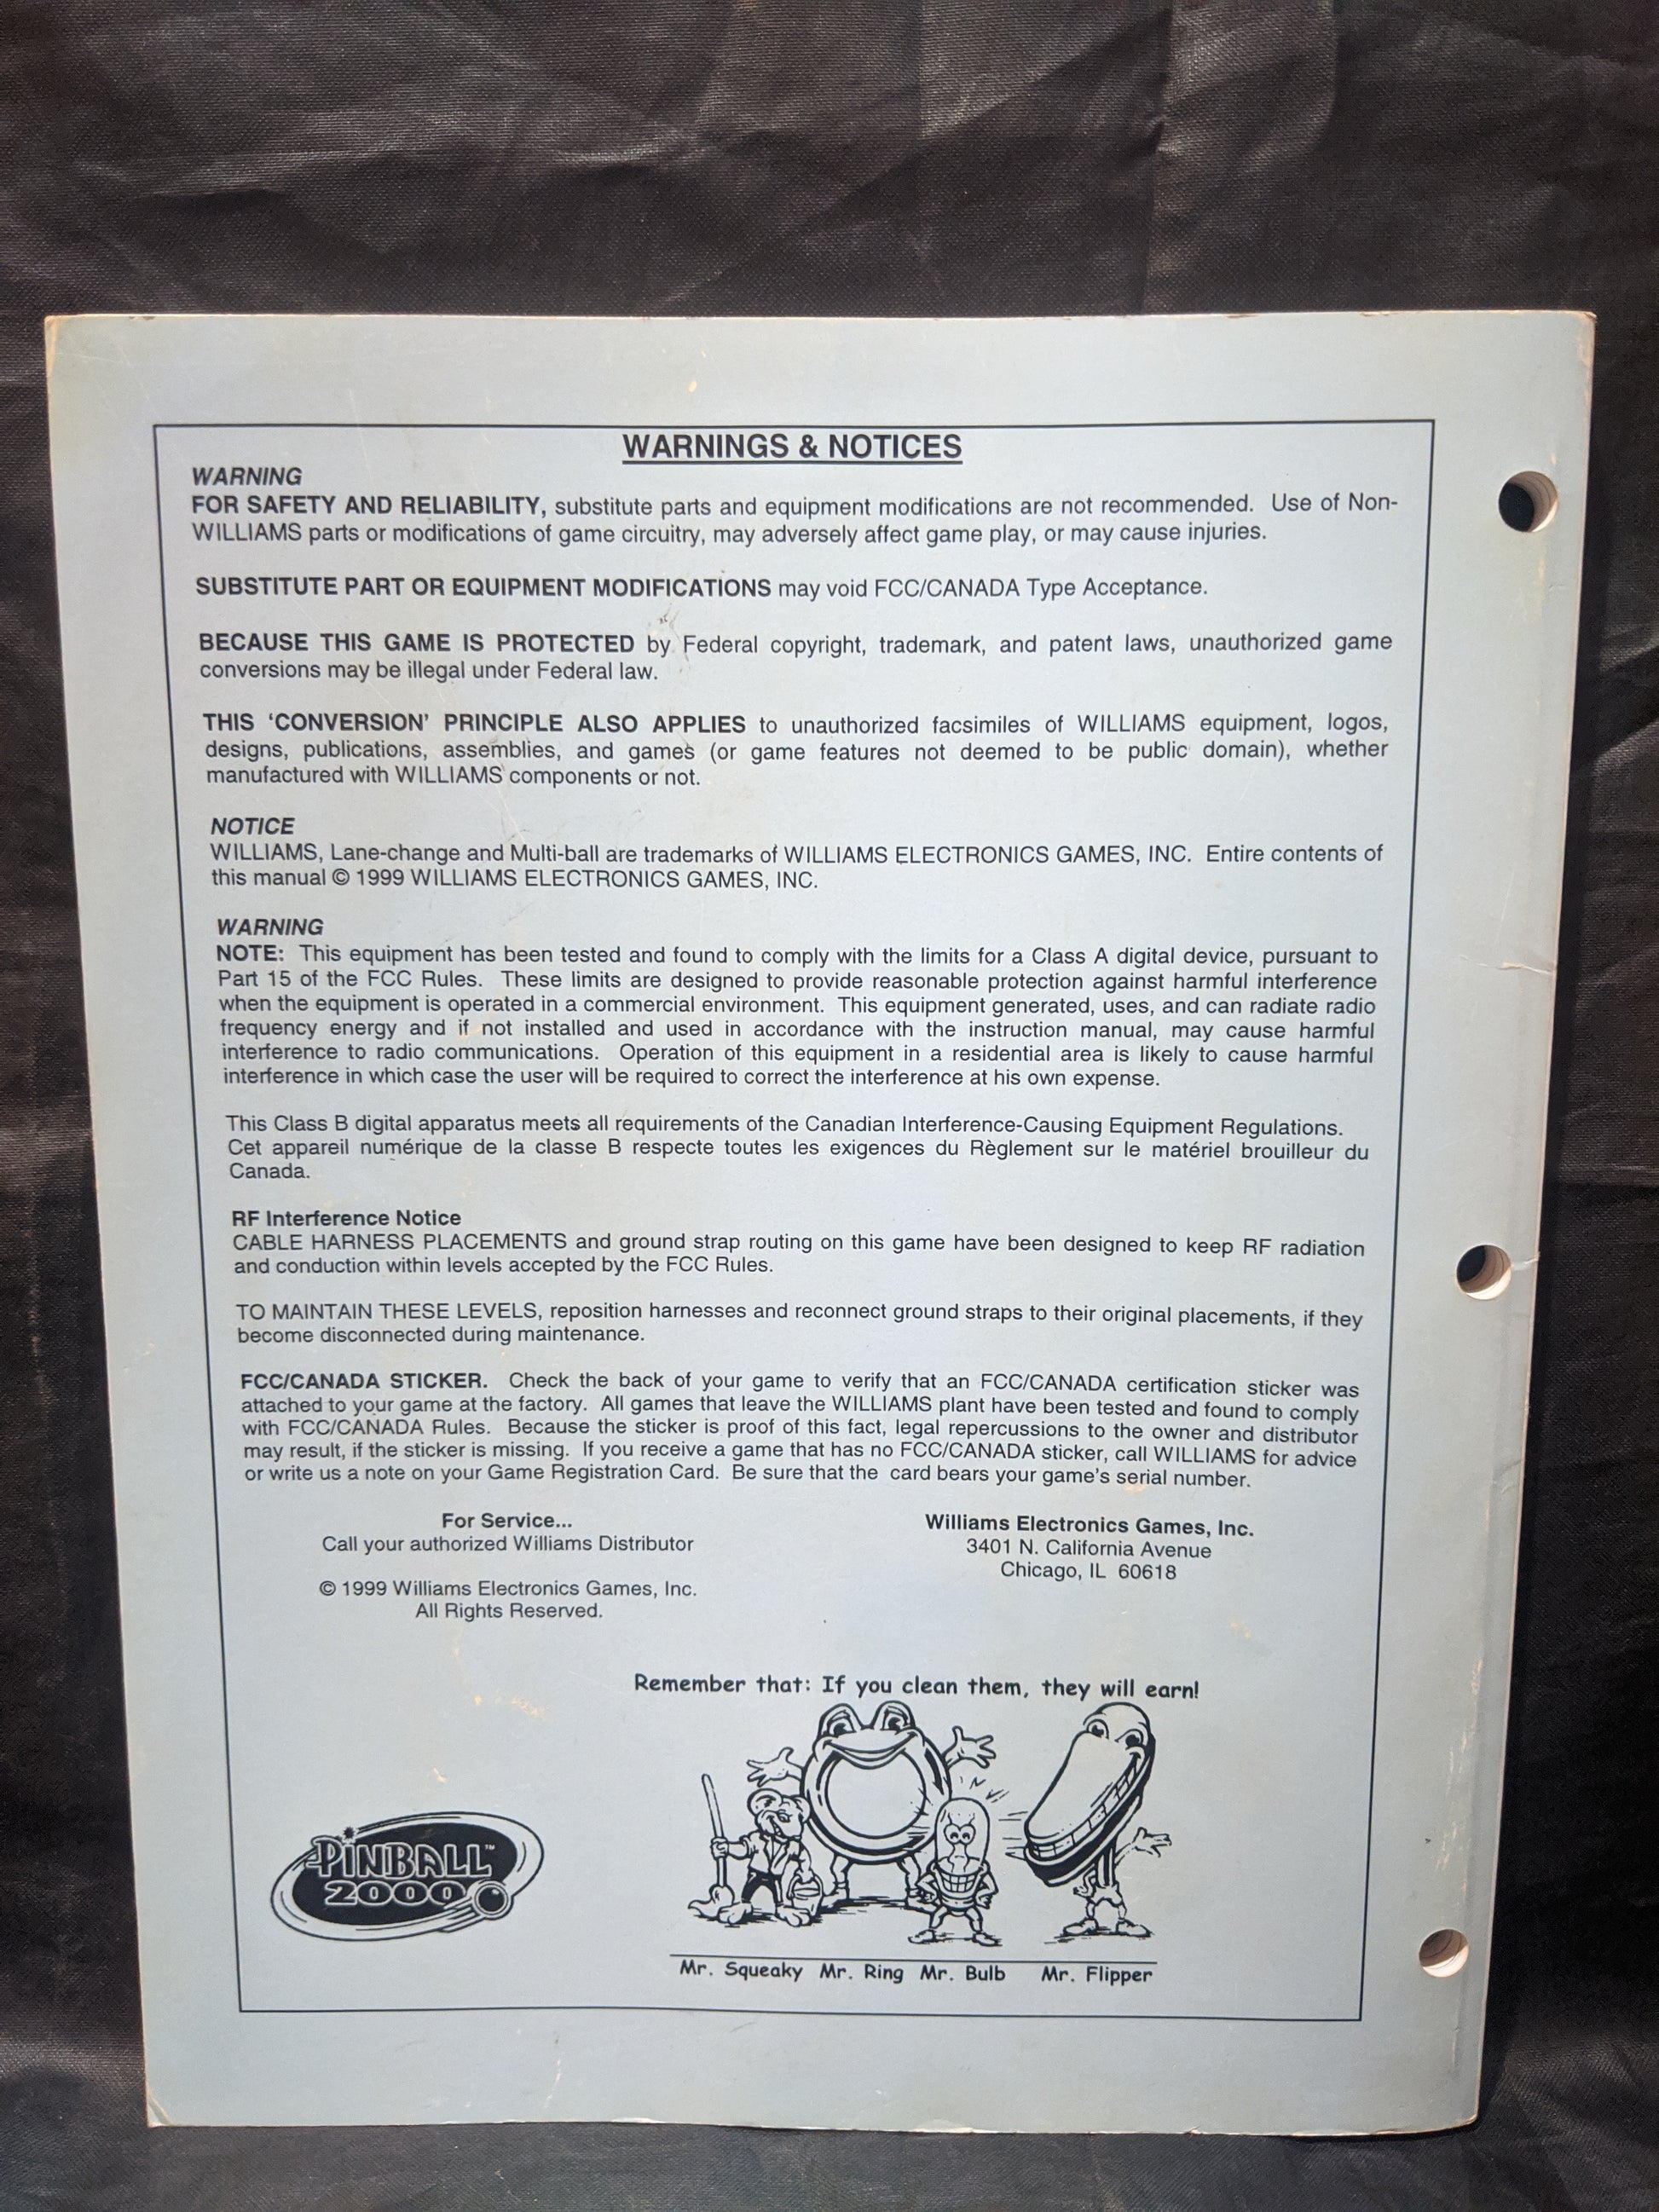 WARNINGS & NOTICES
WARNING
FOR SAFETY AND RELIABILITY, substitute parts and equipment modifications are not recommended. Use of Non-
WILLIAMS parts or modifications of game circuitry, may adversely affect game play, or may cause injuries.
SUBSTITUTE PART OR EQUIPMENT MODIFICATIONS may void FCC/CANADA Type Acceptance.
BECAUSE THIS GAME IS PROTECTED by Federal copyright, trademark, and patent laws, unauthorized game
conversions may be illegal under Federal law.
THIS ‘CONVERSION’ PRINCIPLE ALSO APPLIES to unauthorized facsimiles of WILLIAMS equipment, logos,
designs, publications, assemblies, and games (or game features not deemed to be public domain), whether
manufactured with WILLIAMS components or not.
NOTICE
WILLIAMS, Lane-change and Multi-ball are trademarks of WILLIAMS ELECTRONICS GAMES, INC. Entire contents of
this manual © 1999 WILLIAMS ELECTRONICS GAMES, INC.
WARNING
NOTE: This equipment has been tested and found to comply with the limits for a Class A digital device, pursuant to
Part 15 of the FCC Rules. These limits are designed to provide reasonable protection against harmful interference
when the equipment is operated in a commercial environment. This equipment generated, uses, and can radiate radio
frequency energy and if not installed and used in accordance with the instruction manual, may cause harmful
interference to radio communications. Operation of this equipment in a residential area is likely to cause harmful
interference in which case the user will be required to correct the interference at his own expense.
This Class B digital apparatus meets all requirements of the Canadian Interference-Causing Equipment Regulations.
Cet appareil numérique de la classe B respecte toutes les exigences du Règlement sur le matériel brouilleur du
Canada.
RF Interference Notice
CABLE HARNESS PLACEMENTS and ground strap routing on this game have been designed to keep RF radiation
and conduction within levels accepted by the FCC Rules.
TO MAINTAIN THESE LEVELS, reposition harnesses and reconnect ground straps to their original placements, if they
become disconnected during maintenance.
FCC/CANADA STICKER. Check the back of your game to verify that an FCC/CANADA certification sticker was
attached to your game at the factory. All games that leave the WILLIAMS plant have been tested and found to comply
with FCC/CANADA Rules. Because the sticker is proof of this fact, legal repercussions to the owner and distributor
may result, if the sticker is missing. If you receive a game that has no FCC/CANADA sticker, call WILLIAMS for advice
or write us a note on your Game Registration Card. Be sure that the card bears your game's serial number.
For Service...
Call your authorized Williams Distributor
© 1999 Williams Electronics Games, Inc.
All Rights Reserved.
Williams Electronics Games, Inc.
3401 N. California Avenue
Chicago, IL 60618
Remember that: If you clean them, they will earn!
PINBALL™
2000
Mr. Squeaky Mr. Ring Mr. Bulb Mr. Flipper